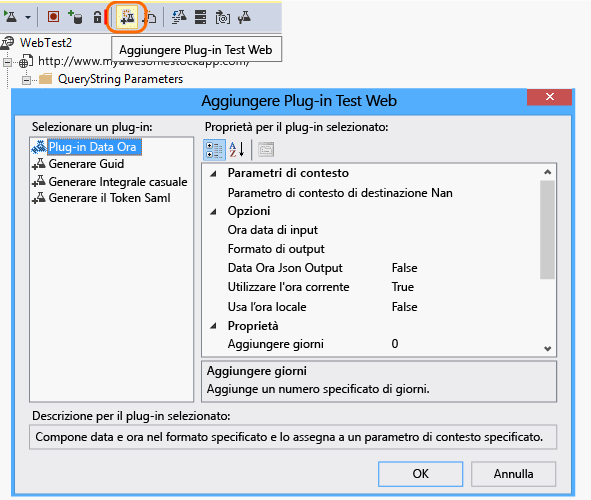 Aggiungere Plug-in Test Web
WebTest2
http://www.myawesomestockapp.com/
QueryString Parameters
Aggiungere Plug-in Test Web
Selezionare un plug-in:
Plug-in Data Ora
Generare Guid
Generare Integrale casuale
Generare il Token Saml
Proprietà per il plug-in selezionato:
Parametri di contesto
Parametro di contesto di destinazione Nan
Opzioni
Ora data di input
Formato di output
Data Ora Json Output False
Utilizzare l'ora corrente True
Usa l'ora locale False
Proprietà
Aggiungere giorni 0
Aggiungere giorni
Aggiunge un numero specificato di giorni.
Descrizione per il plug-in selezionato:
Compone data e ora nel formato specificato e lo assegna a un parametro di contesto specificato.
OK Annulla